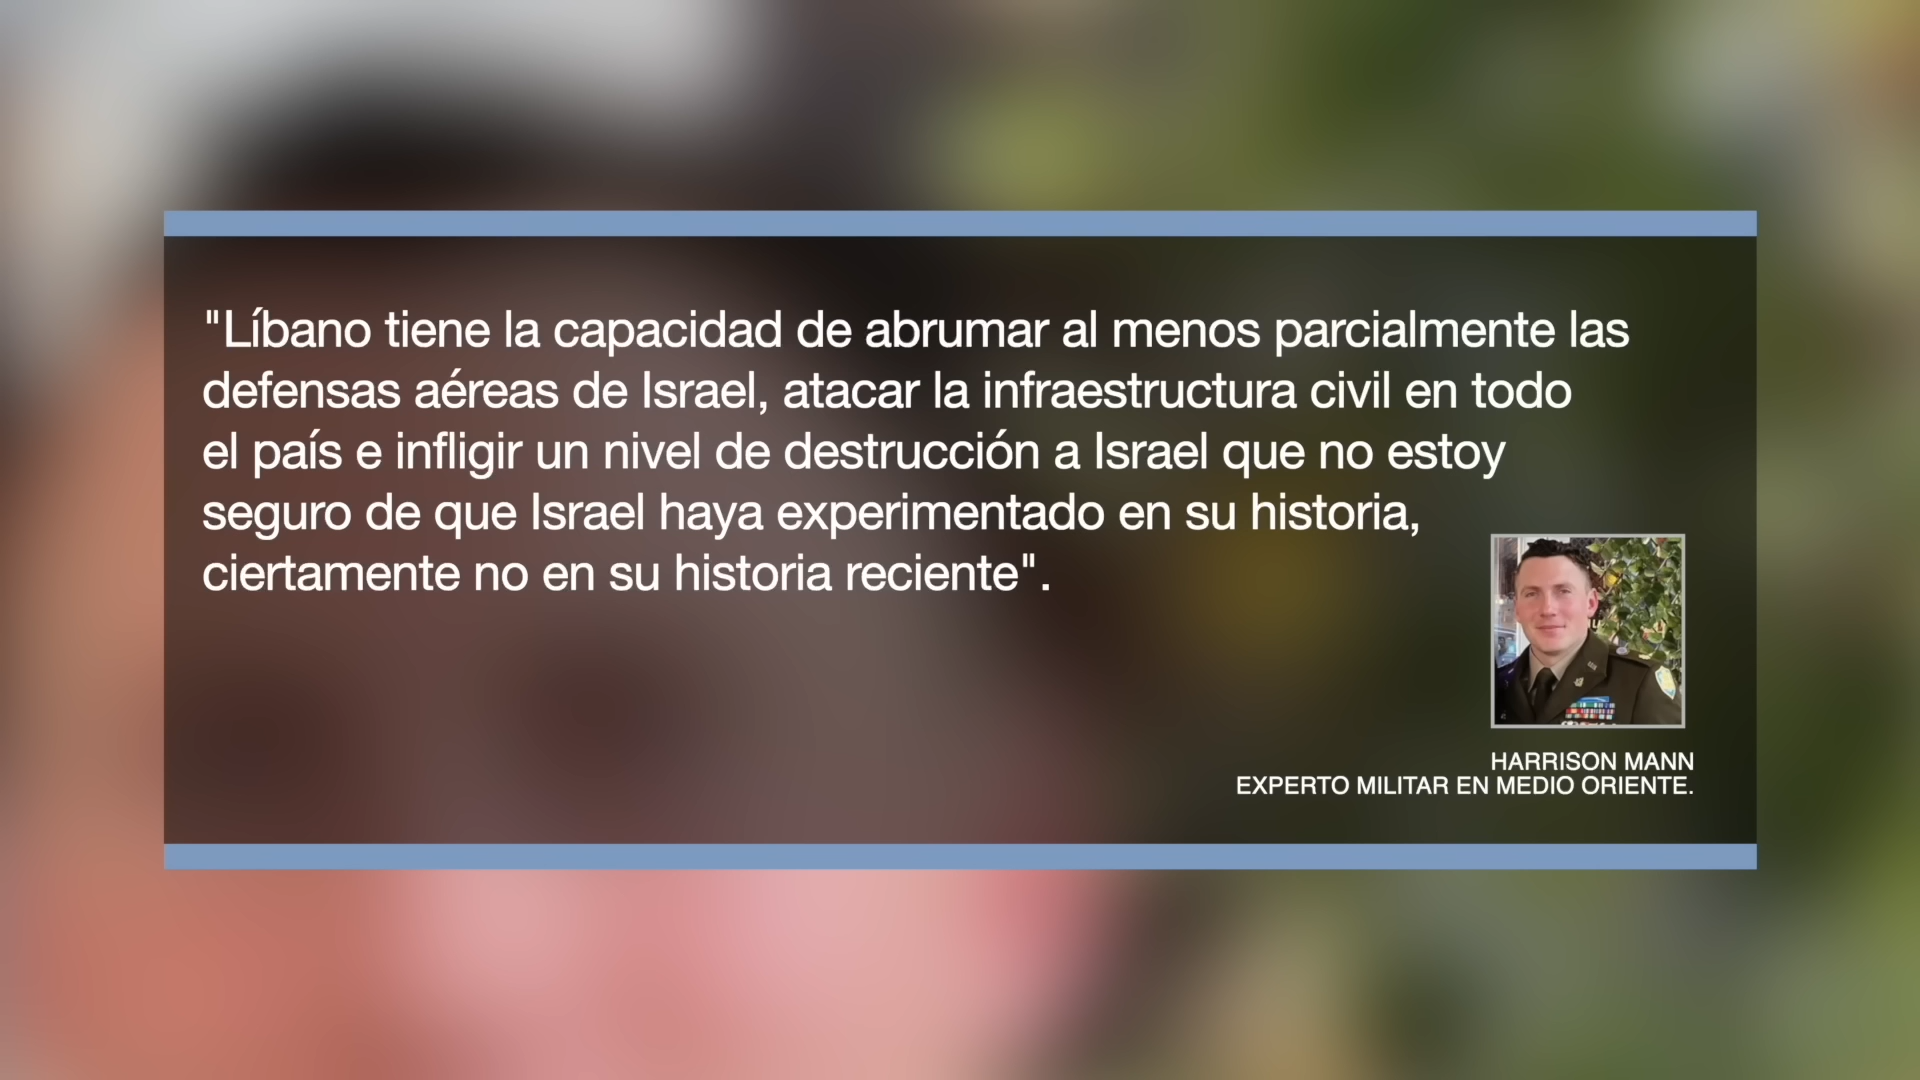 "Líbano tiene la capacidad de abrumar al menos parcialmente las
defensas aéreas de Israel, atacar la infraestructura civil en todo
el país e infligir un nivel de destrucción a Israel que no estoy
seguro de que Israel haya experimentado en su historia,
ciertamente no en su historia reciente".
HARRISON MANN
EXPERTO MILITAR EN MEDIO ORIENTE.